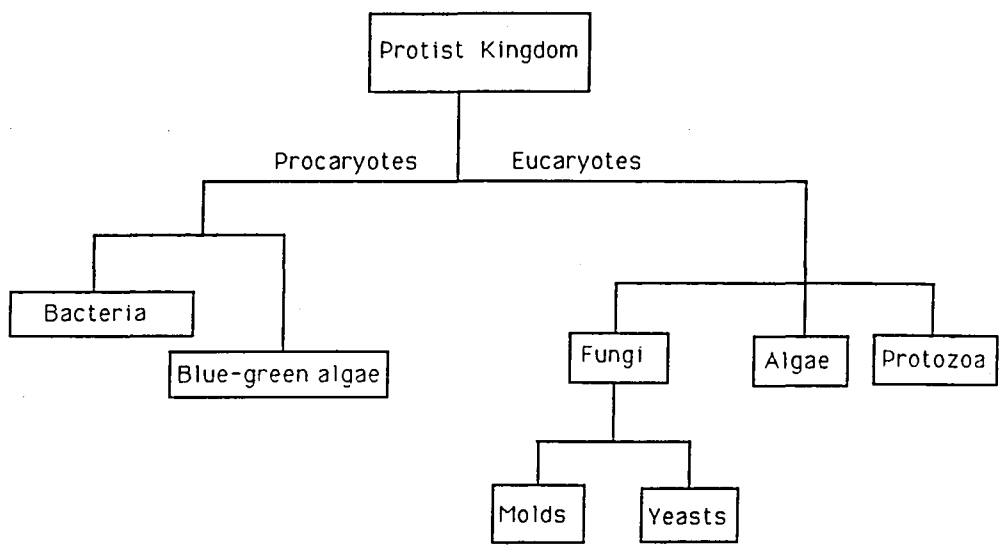 Protist Kingdom
Procaryotes
Eucaryotes
Bacteria
Blue-green algae
Fungi
Algae
Protozoa
Molds
Yeasts